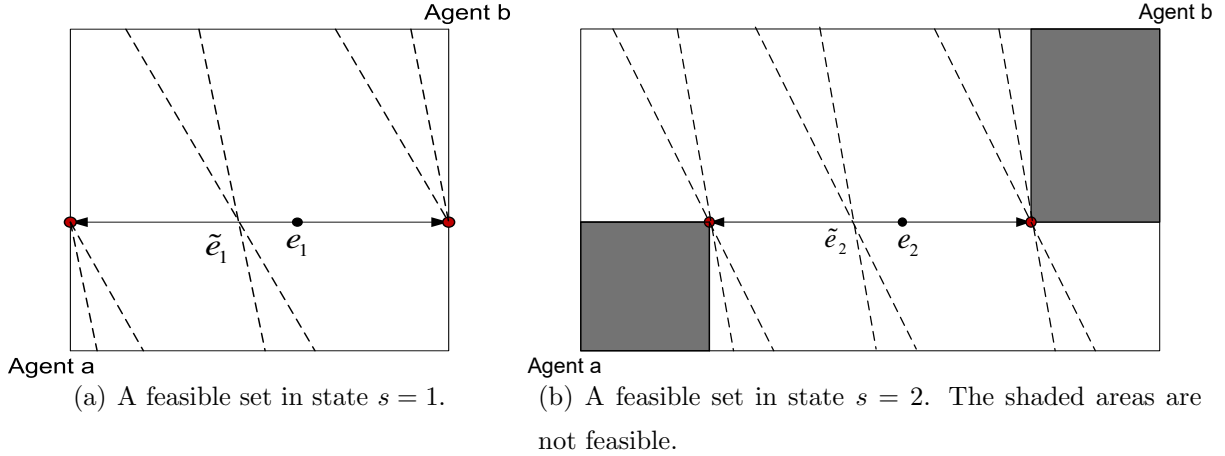 Agent b
Agent b
ẽ₁
e₁
ẽ₂
e₂
Agent a
Agent a
(a) A feasible set in state s = 1.
(b) A feasible set in state s = 2. The shaded areas are
not feasible.